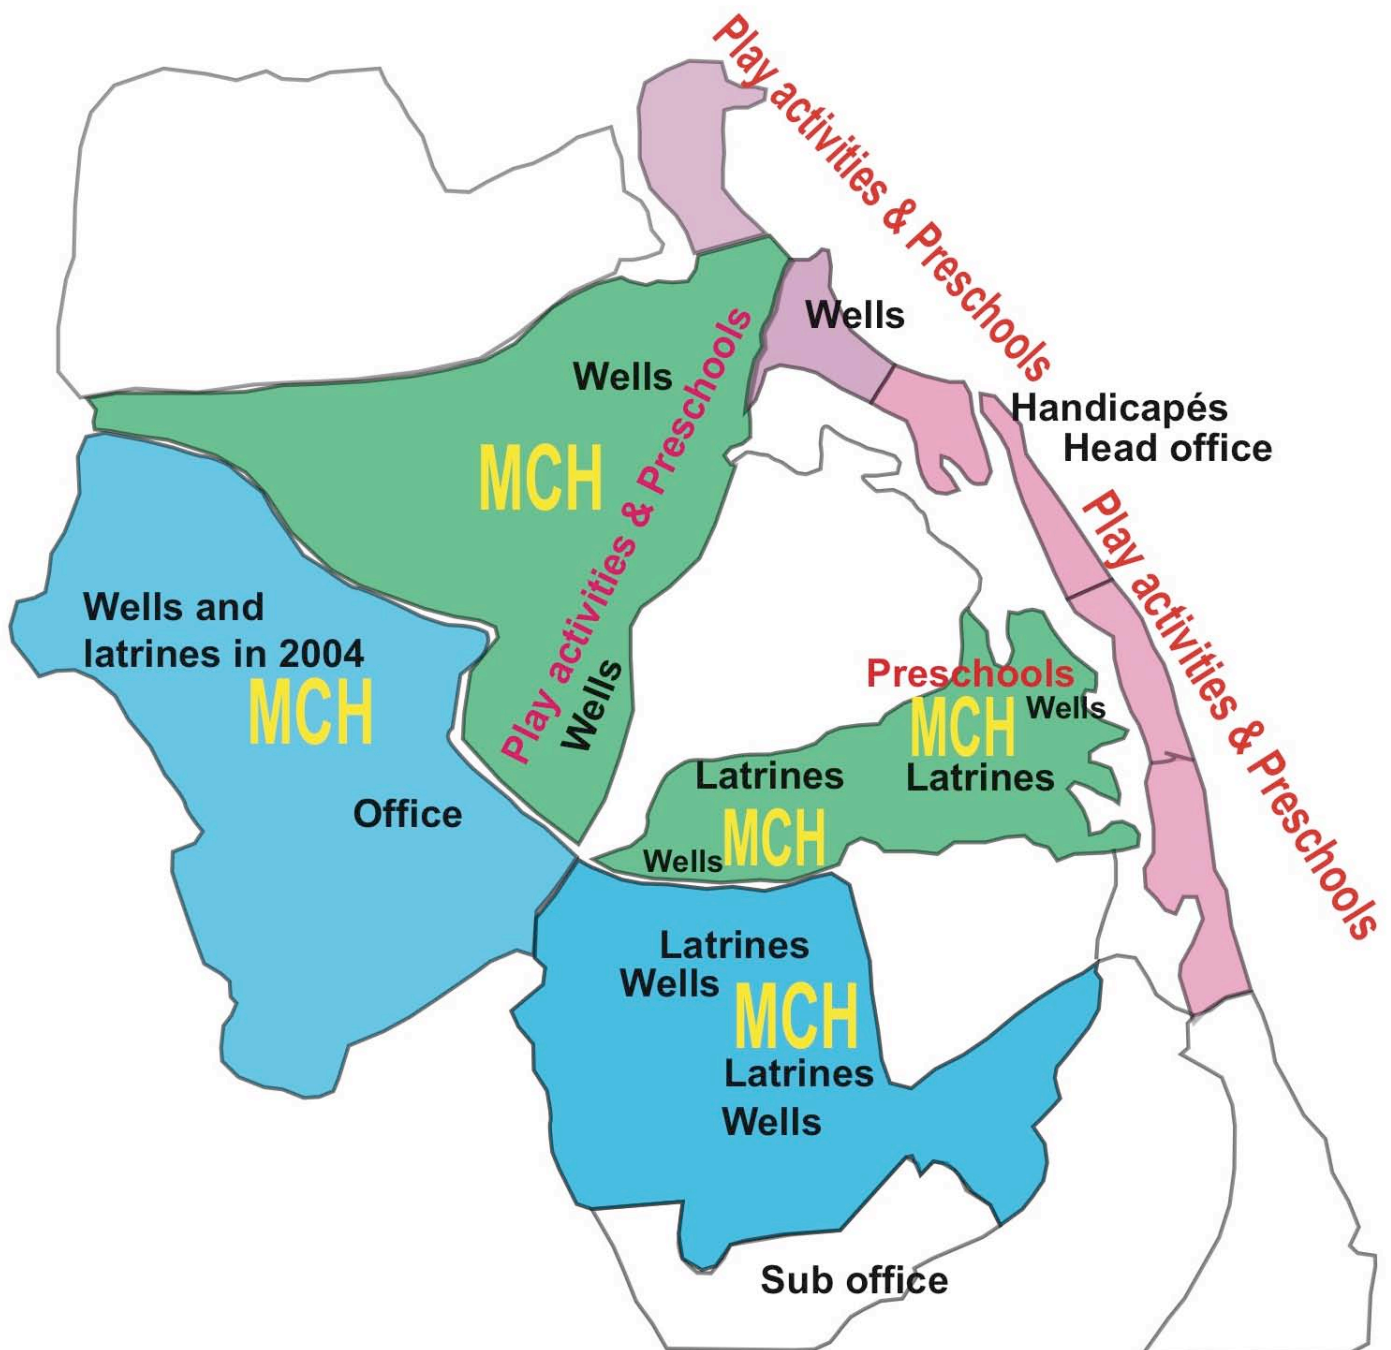 Play activities & Preschools
Wells
Wells
Play activities & Preschools
Handicapés
Head office
MCH
Play activities & Preschools
Wells and
latrines in 2004
MCH
Wells
Preschools
MCH
Wells
Latrines
Latrines
Office
MCH
Wells
Latrines
Wells
MCH
Latrines
Wells
Sub office